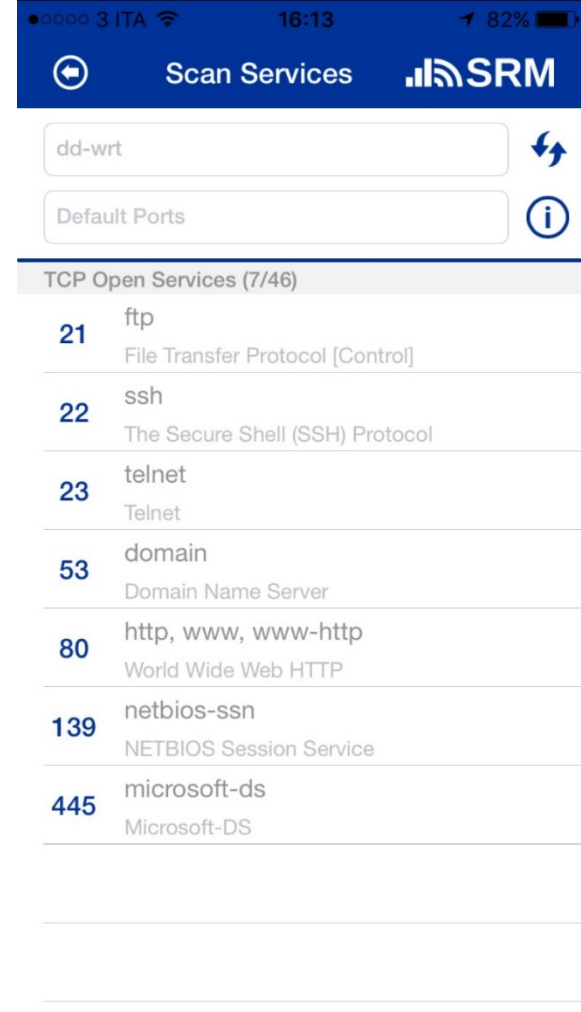 3 ITA 16:13 82%
Scan Services SRM
dd-wrt
Default Ports
TCP Open Services (7/46)
21 ftp
File Transfer Protocol [Control]
22 ssh
The Secure Shell (SSH) Protocol
23 telnet
Telnet
53 domain
Domain Name Server
80 http, www, www-http
World Wide Web HTTP
139 netbios-ssn
NETBIOS Session Service
445 microsoft-ds
Microsoft-DS